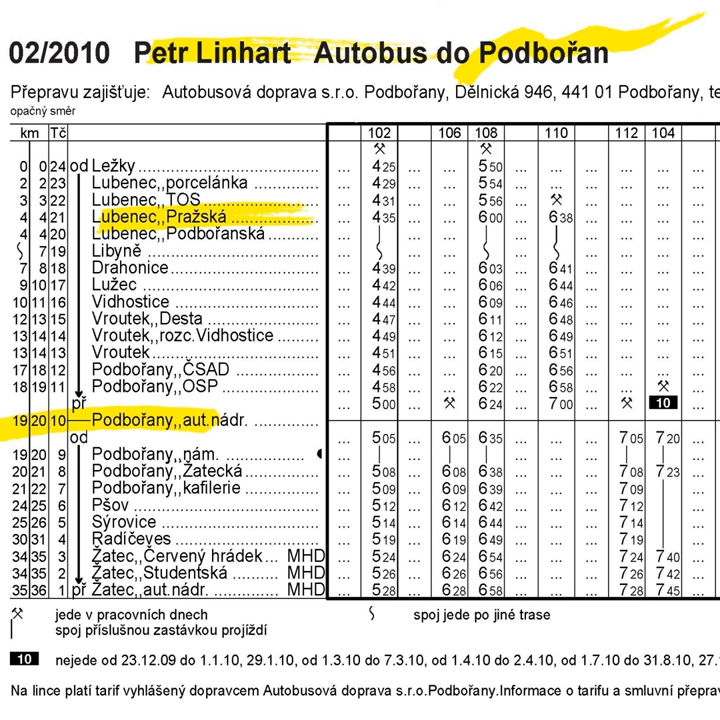 02/2010 Petr Linhart Autobus do Podbořan
Přepravu zajišťuje: Autobusová doprava s.r.o. Podbořany, Dělnická 946, 441 01 Podbořany, te
opačný směr
km Tč 102 106 108 110 112 104
0 0 24 od Ležky 4 25 5 50
2 2 23 Lubenec,,porcelánka 4 29 5 54
3 3 22 Lubenec,,TOS 4 31 5 56
4 4 21 Lubenec,,Pražská 4 35 6 00 6 38
4 4 20 Lubenec,,Podbořanská
7 19 Libyně
7 8 18 Drahonice 4 39 6 03 6 41
9 10 17 Lužec 4 42 6 06 6 44
10 11 16 Vidhostice 4 44 6 09 6 46
12 13 15 Vroutek,,Desta 4 47 6 11 6 48
13 14 14 Vroutek,,rozc.Vidhostice 4 49 6 12 6 49
13 14 13 Vroutek 4 51 6 15 6 51
17 18 12 Podbořany,,ČSAD 4 56 6 20 6 56
18 19 11 Podbořany,,OSP 4 58 6 22 6 58
př 5 00 6 24 7 00 10
19 20 10 Podbořany,,aut.nádr.
od 5 05 6 05 6 35 7 05 7 20
19 20 9 Podbořany,,nám.
20 21 8 Podbořany,,Žatecká 5 08 6 08 6 38 7 08 7 23
21 22 7 Podbořany,,kafilerie 5 09 6 09 6 39 7 09
24 25 6 Pšov 5 12 6 12 6 42 7 12
25 26 5 Sýrovice 5 14 6 14 6 44 7 14
30 31 4 Radíčeves 5 19 6 19 6 49 7 19
34 35 3 Žatec,,Červený hrádek... MHD 5 24 6 24 6 54 7 24 7 40
34 35 2 Žatec,,Studentská MHD 5 26 6 26 6 56 7 26 7 42
35 36 1 př Žatec,,aut.nádr. MHD 5 28 6 28 6 58 7 28 7 45
jede v pracovních dnech spoj jede po jiné trase
spoj příslušnou zastávkou projíždí
10 nejede od 23.12.09 do 1.1.10, 29.1.10, od 1.3.10 do 7.3.10, od 1.4.10 do 2.4.10, od 1.7.10 do 31.8.10, 27.
Na lince platí tarif vyhlášený dopravcem Autobusová doprava s.r.o.Podbořany.Informace o tarifu a smluvní přeprav